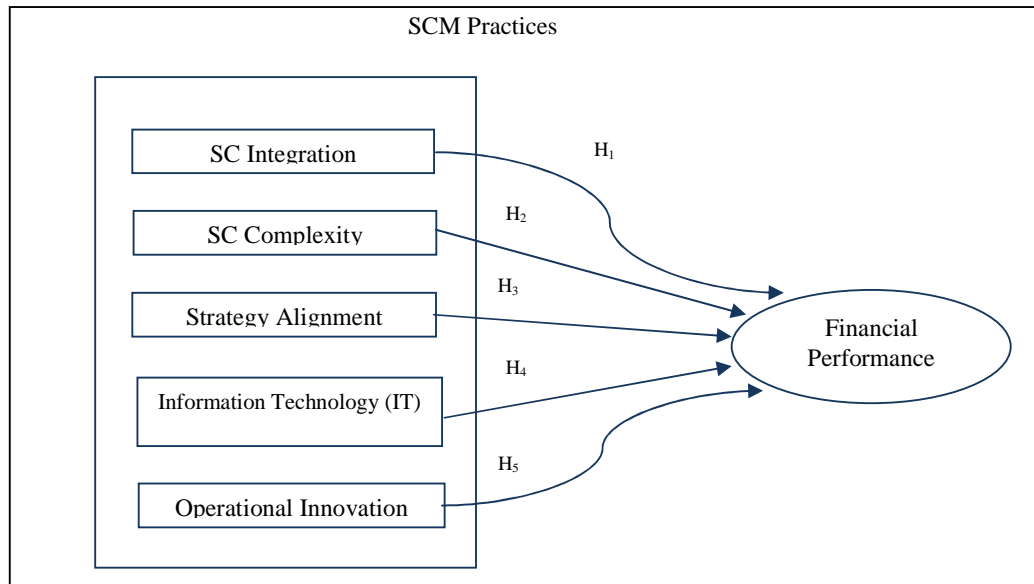 SCM Practices
SC Integration
H₁
SC Complexity
H₂
H₃
Strategy Alignment
Financial
Performance
H₄
Information Technology (IT)
H₅
Operational Innovation